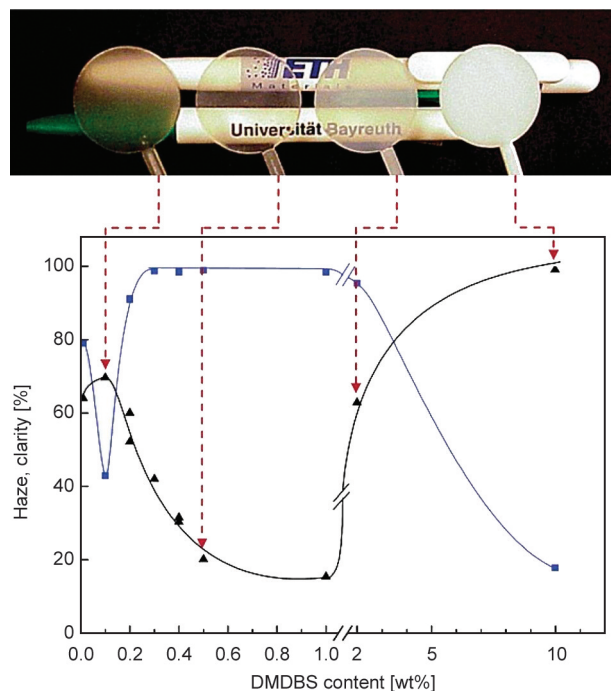 ETH
Materials
Universität Bayreuth
100
80
60
40
20
0
Haze, clarity [%]
0.0 0.2 0.4 0.6 0.8 1.0 2 5 10
DMDBS content [wt%]